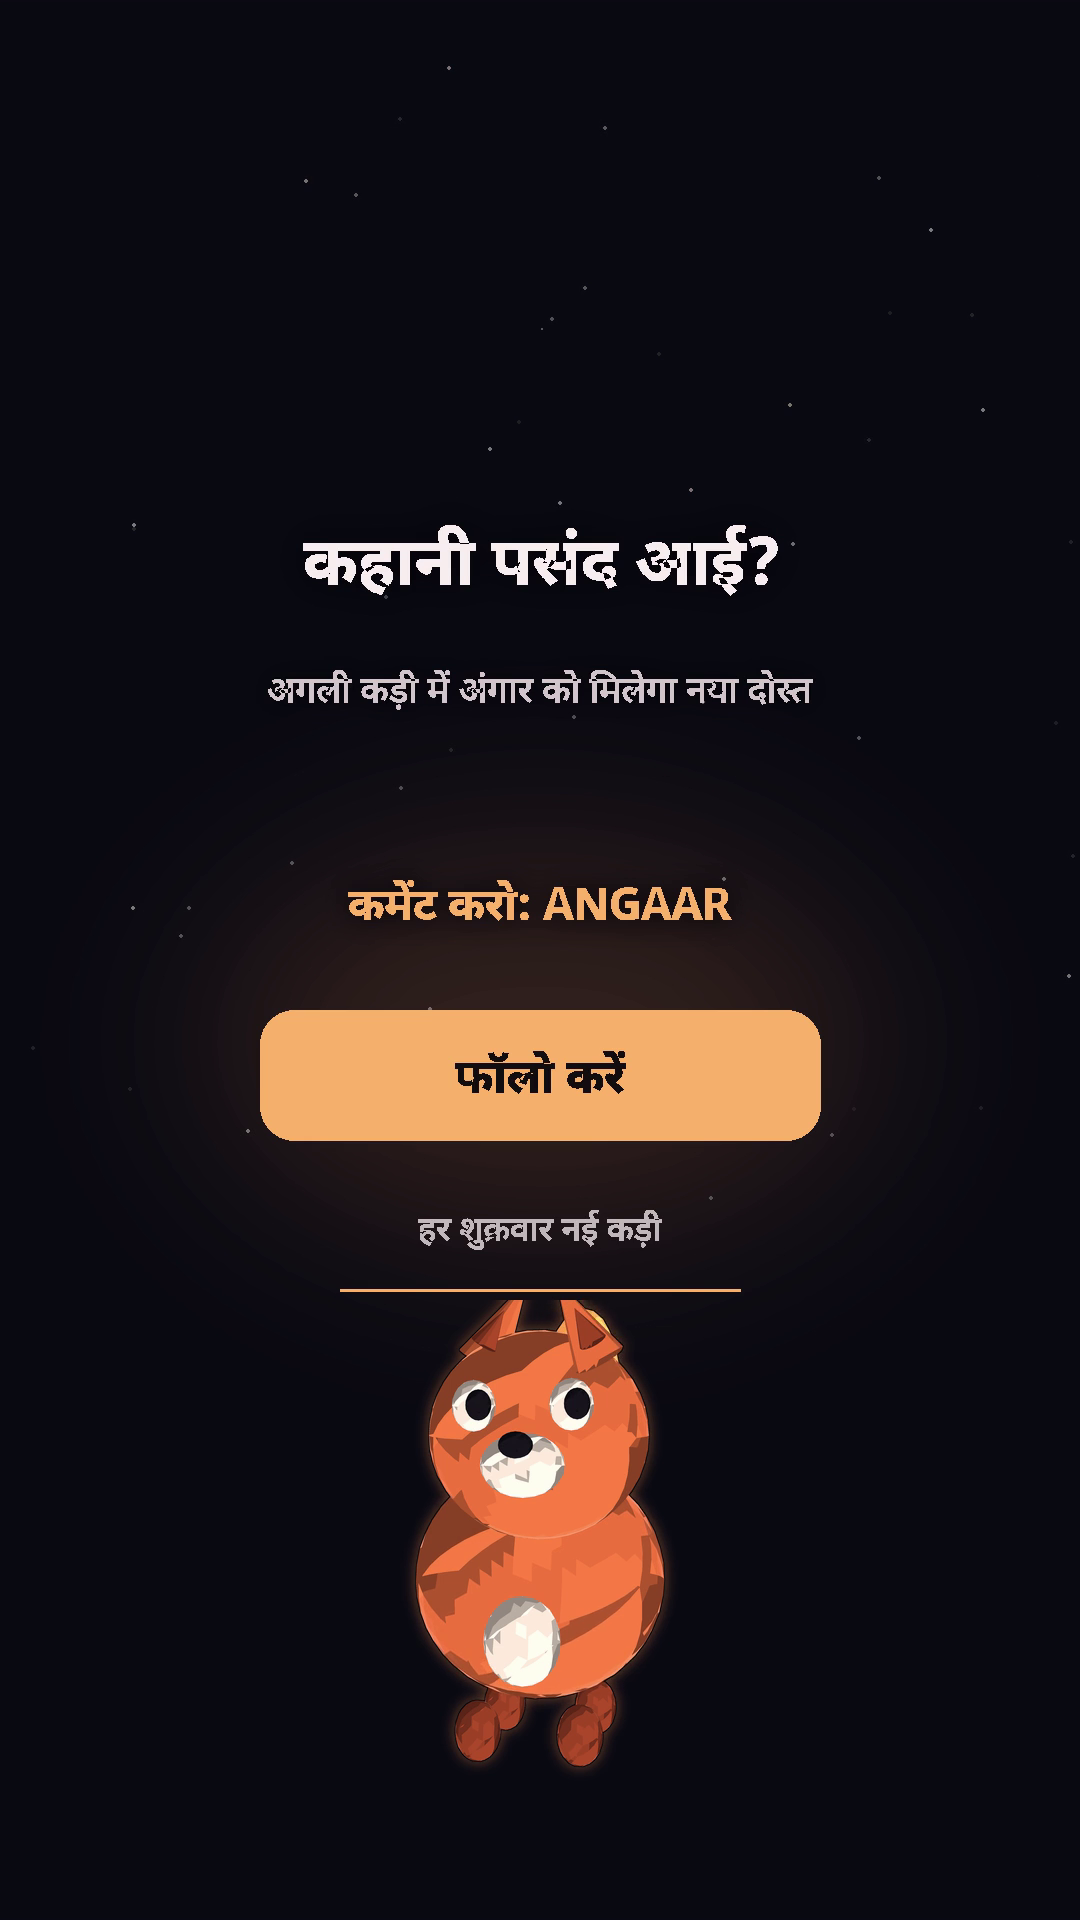 कहानी पसंद आई?
अगली कड़ी में अंगार को मिलेगा नया दोस्त
कमेंट करो: ANGAAR
फॉलो करें
हर शुक्रवार नई कड़ी